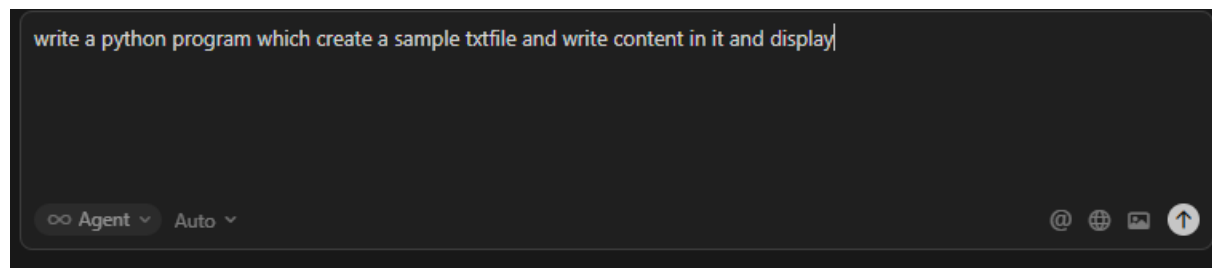 write a python program which create a sample txtfile and write content in it and display
Agent Auto @